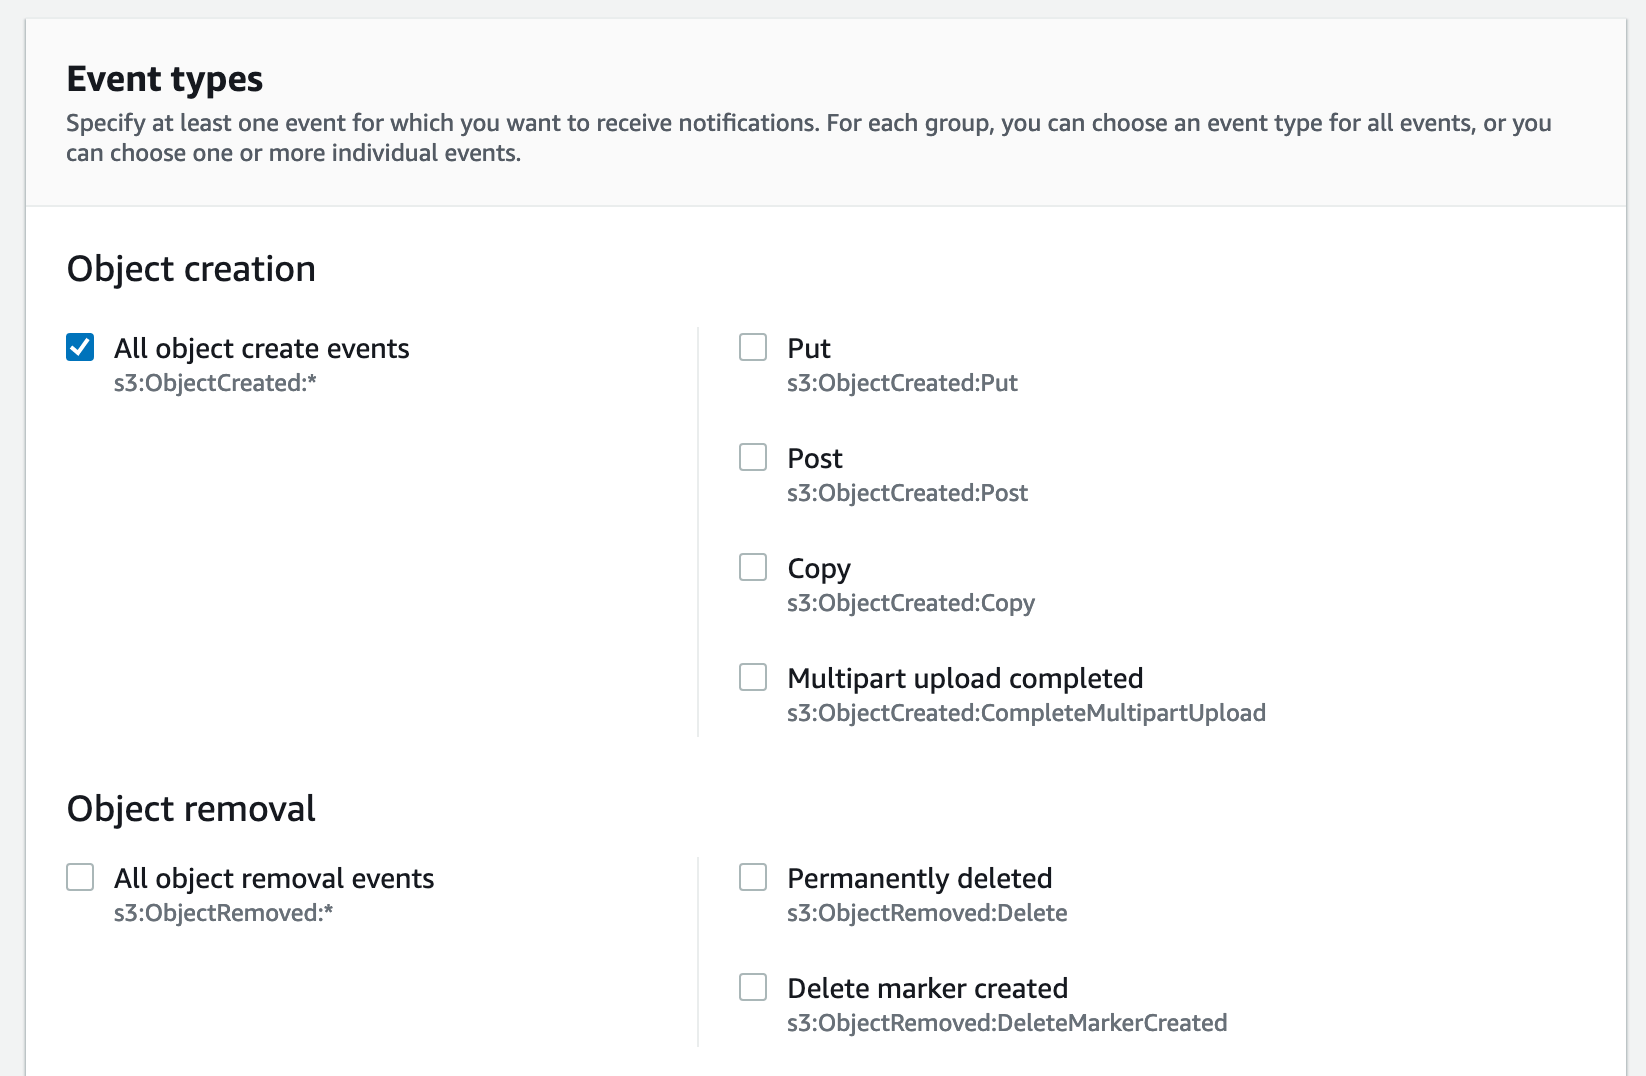 Event types
Specify at least one event for which you want to receive notifications. For each group, you can choose an event type for all events, or you
can choose one or more individual events.
Object creation
All object create events
s3:ObjectCreated:*
Put
s3:ObjectCreated:Put
Post
s3:ObjectCreated:Post
Copy
s3:ObjectCreated:Copy
Multipart upload completed
s3:ObjectCreated:CompleteMultipartUpload
Object removal
All object removal events
s3:ObjectRemoved:*
Permanently deleted
s3:ObjectRemoved:Delete
Delete marker created
s3:ObjectRemoved:DeleteMarkerCreated